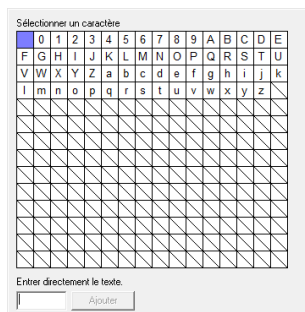 Sélectionner un caractère
0 1 2 3 4 5 6 7 8 9 A B C D E
F G H I J K L M N O P Q R S T U
V W X Y Z a b c d e f g h i j k
l m n o p q r s t u v w x y z
Entrer directement le texte.
Ajouter